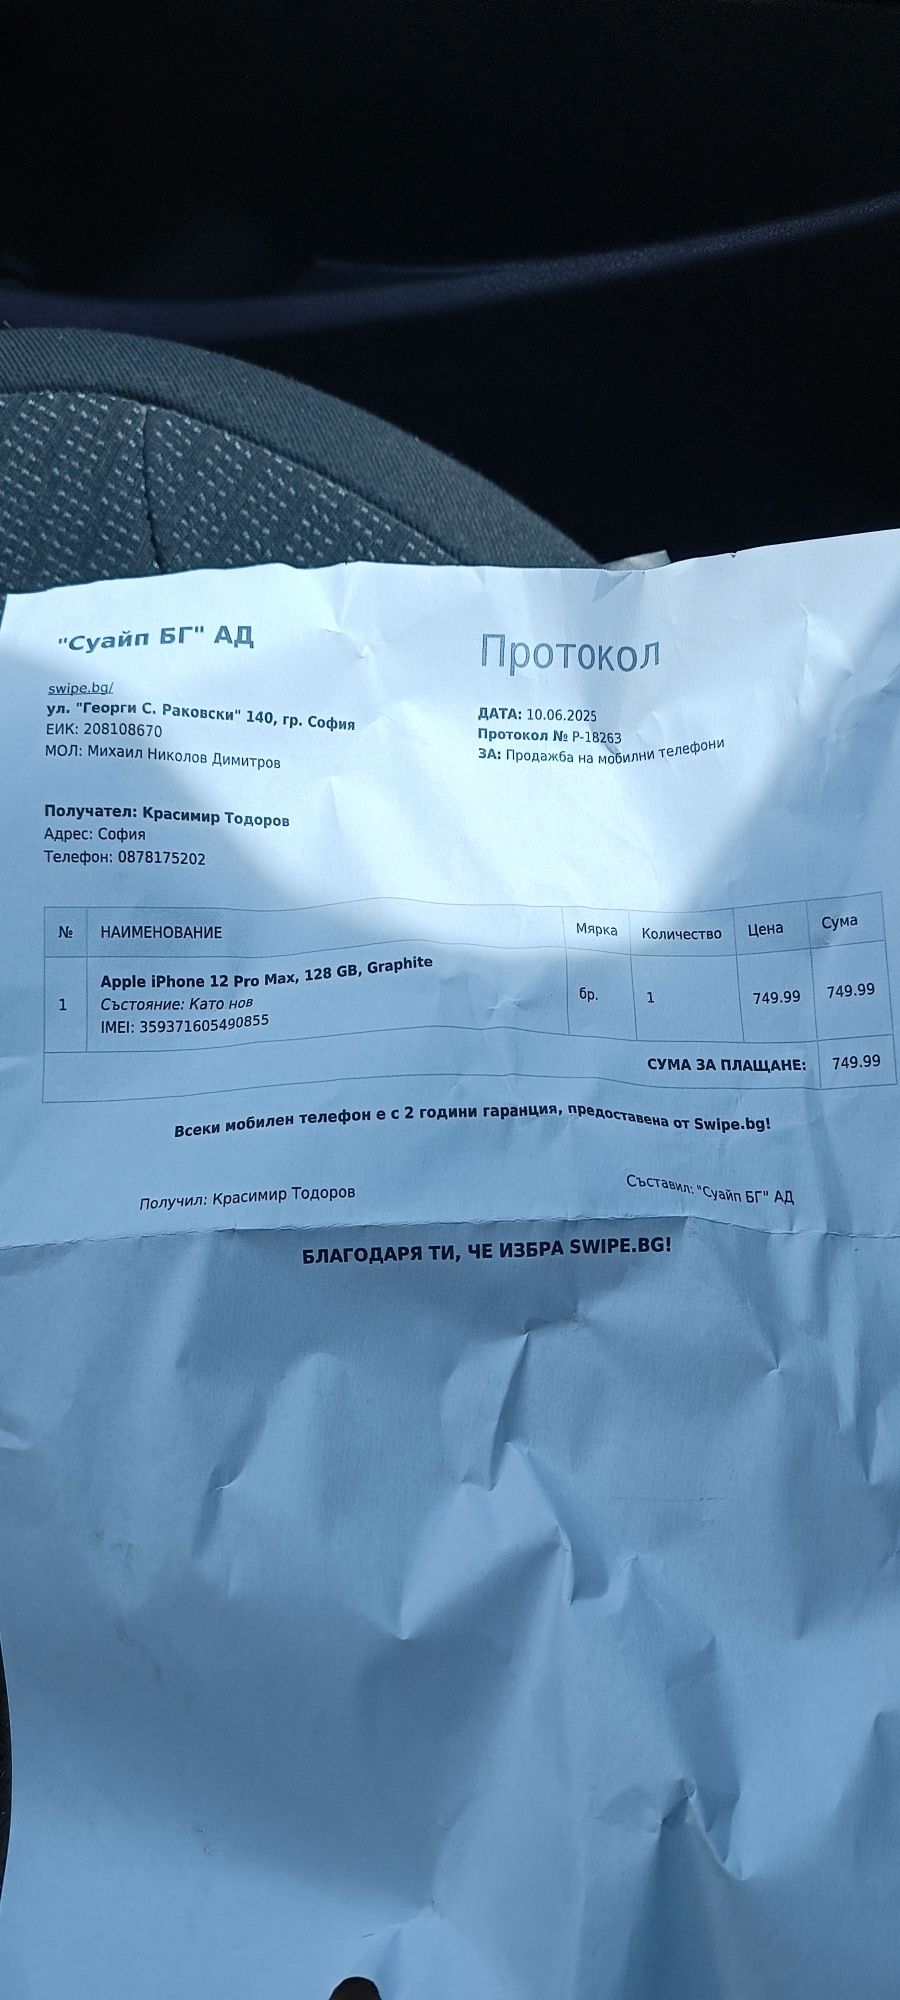 "Суайп БГ" АД
Протокол
swipe.bg/
ул. "Георги С. Раковски" 140, гр. София
ЕИК: 208108670
МОЛ: Михаил Николов Димитров
ДАТА: 10.06.2025
Протокол № P-18263
ЗА: Продажба на мобилни телефони
Получател: Красимир Тодоров
Адрес: София
Телефон: 0878175202
№ НАИМЕНОВАНИЕ Мярка Количество Цена Сума
Apple iPhone 12 Pro Max, 128 GB, Graphite
1 Състояние: Като нов бр. 1 749.99 749.99
IMEI: 359371605490855
СУМА ЗА ПЛАЩАНЕ: 749.99
Всеки мобилен телефон е с 2 години гаранция, предоставена от Swipe.bg!
Получил: Красимир Тодоров
Съставил: "Суайп БГ" АД
БЛАГОДАРЯ ТИ, ЧЕ ИЗБРА SWIPE.BG!